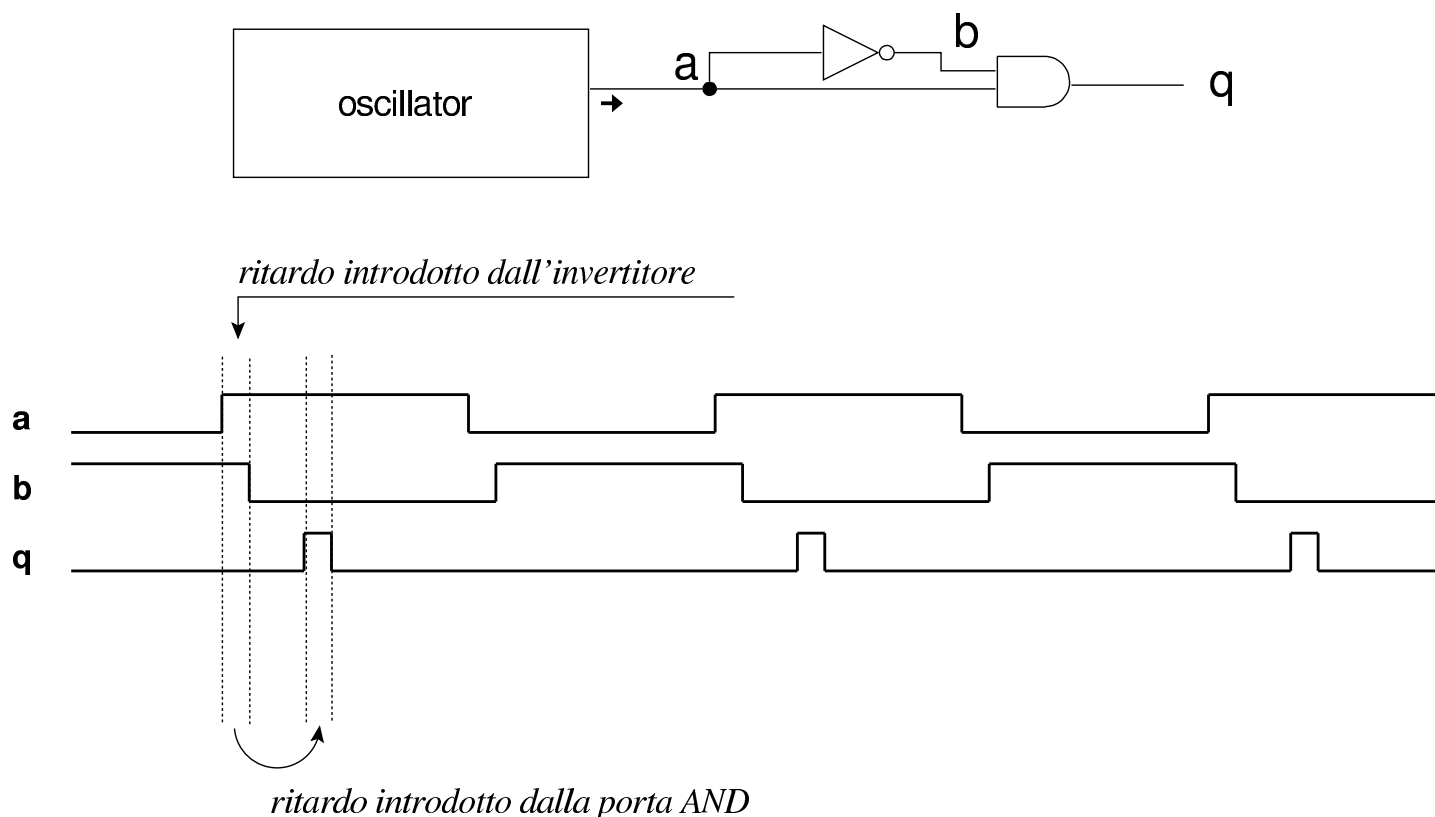 b
a
q
oscillator
ritardo introdotto dall'invertitore
a
b
q
ritardo introdotto dalla porta AND